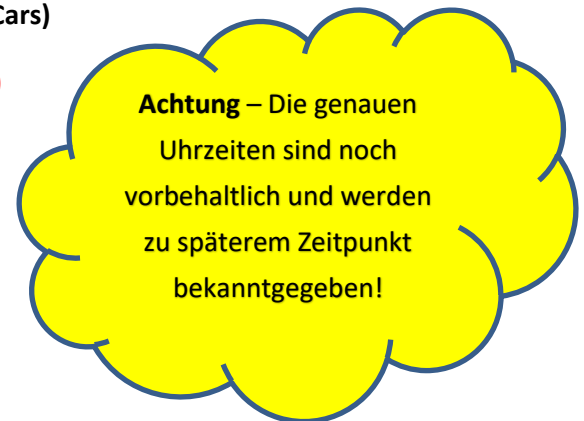 Cars)
Achtung – Die genauen
Uhrzeiten sind noch
vorbehaltlich und werden
zu späterem Zeitpunkt
bekanntgegeben!